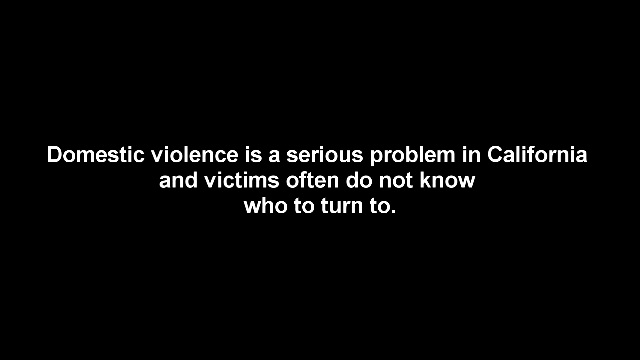 Domestic violence is a serious problem in California
and victims often do not know
who to turn to.